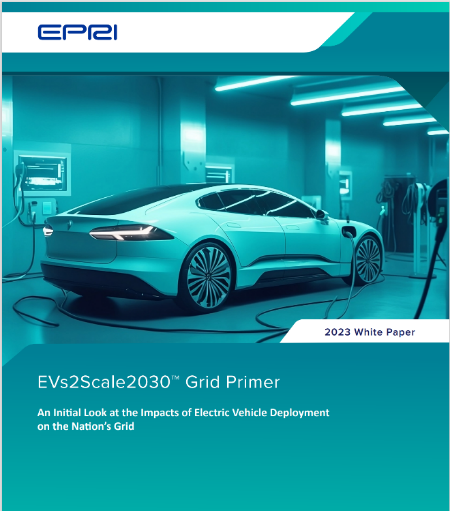 EPRI
2023 White Paper
EVs2Scale2030™ Grid Primer
An Initial Look at the Impacts of Electric Vehicle Deployment
on the Nation's Grid